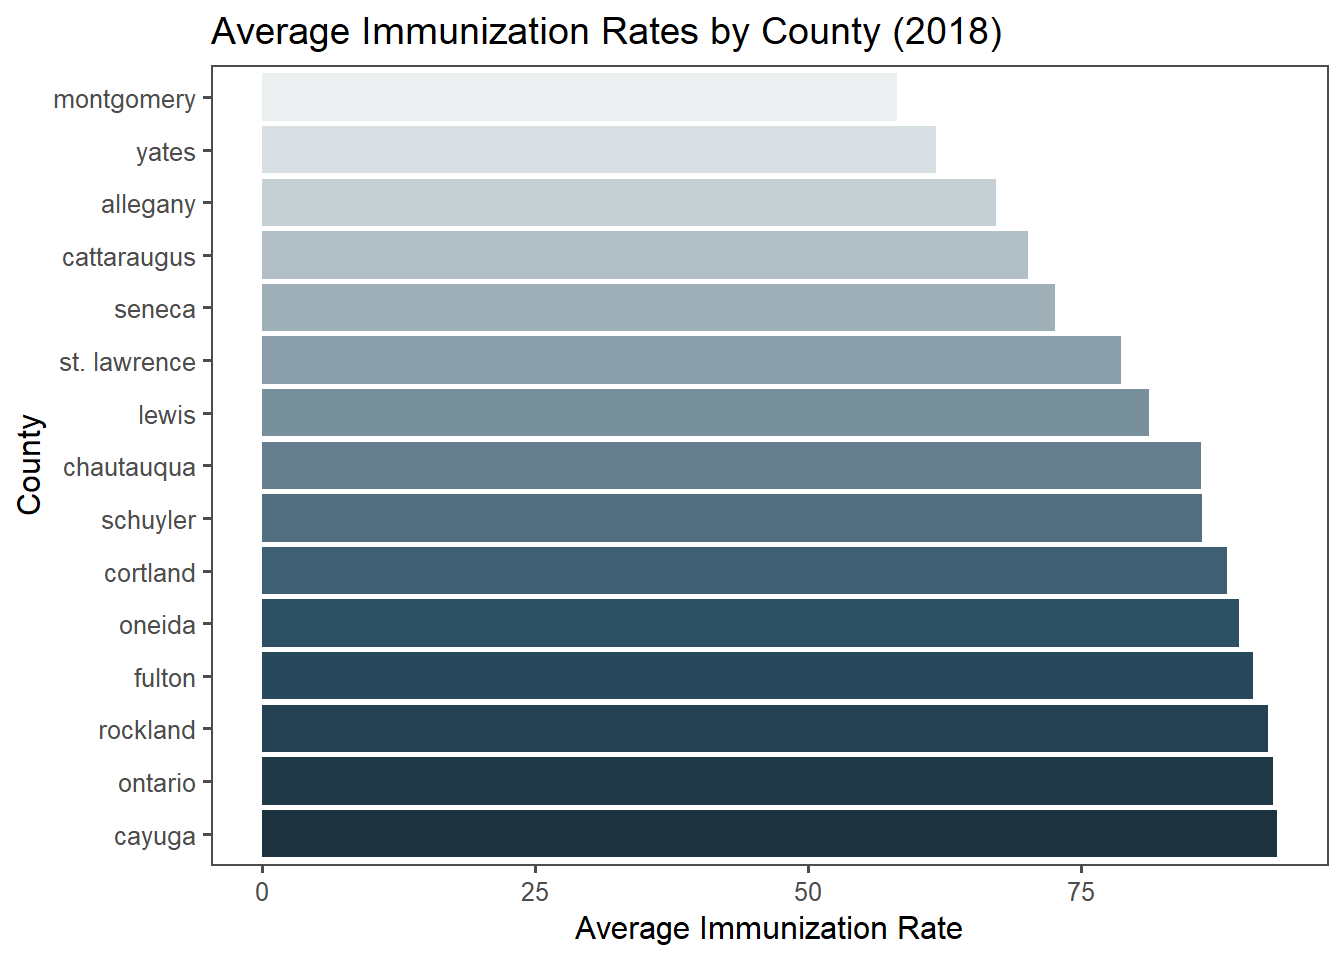 Average Immunization Rates by County (2018)
montgomery
yates
allegany
cattaraugus
seneca
st. lawrence
lewis
chautauqua
schuyler
cortland
oneida
fulton
rockland
ontario
cayuga
County
0 25 50 75
Average Immunization Rate